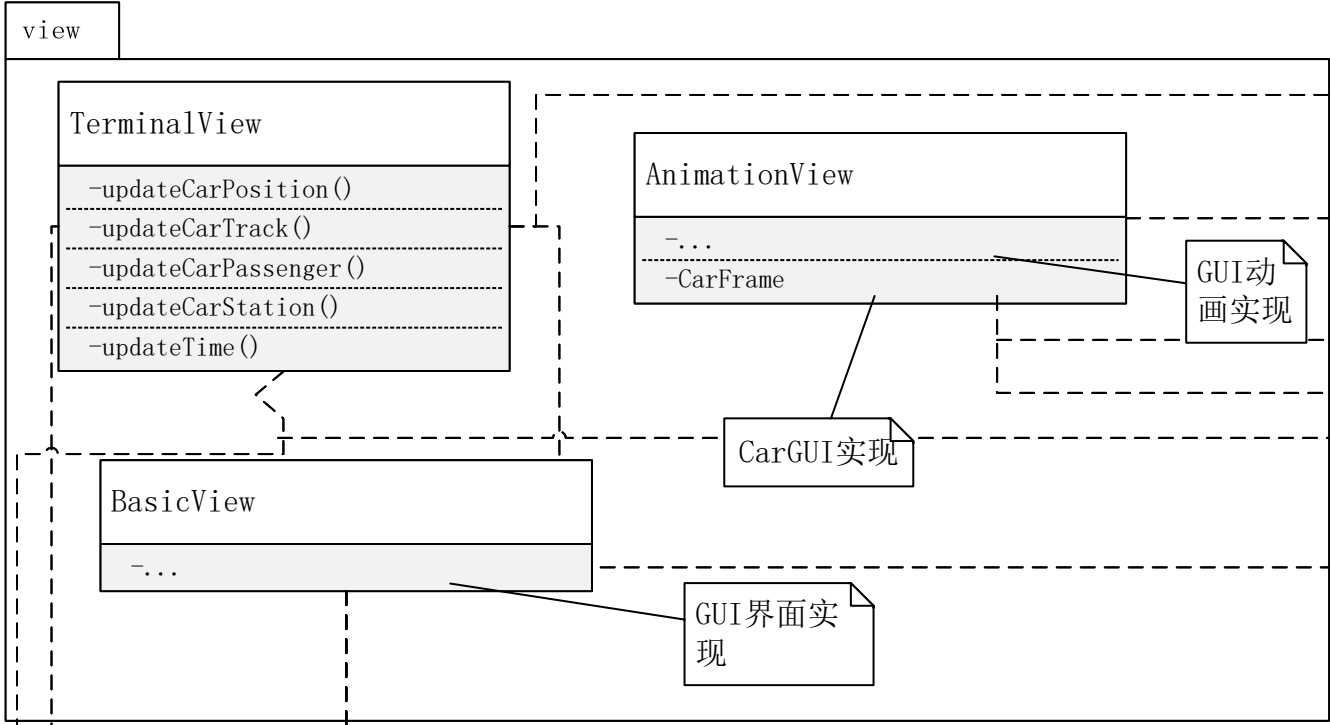 view
TerminalView
-updateCarPosition()
-updateCarTrack()
-updateCarPassenger()
-updateCarStation()
-updateTime()
AnimationView
-...
-CarFrame
GUI动
画实现
CarGUI实现
BasicView
-...
GUI界面实
现